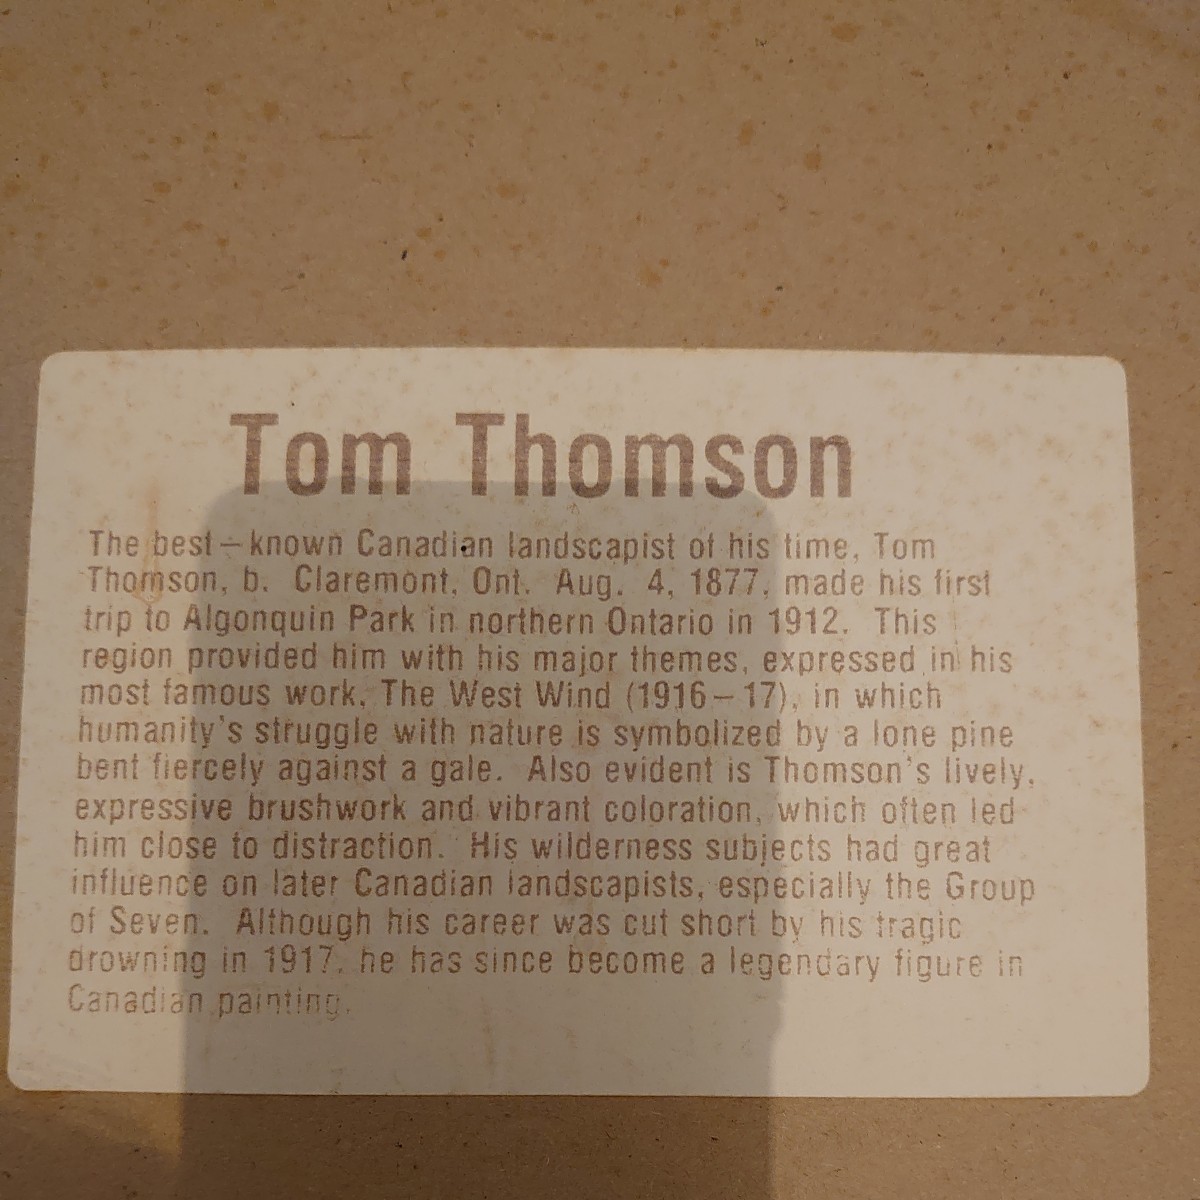 Tom Thomson
The best–known Canadian landscapist of his time, Tom
Thomson, b. Claremont, Ont. Aug. 4, 1877, made his first
trip to Algonquin Park in northern Ontario in 1912. This
region provided him with his major themes, expressed in his
most famous work, The West Wind (1916–17), in which
humanity's struggle with nature is symbolized by a lone pine
bent fiercely against a gale. Also evident is Thomson's lively,
expressive brushwork and vibrant coloration, which often led
him close to distraction. His wilderness subjects had great
influence on later Canadian landscapists, especially the Group
of Seven. Although his career was cut short by his tragic
drowning in 1917, he has since become a legendary figure in
Canadian painting.